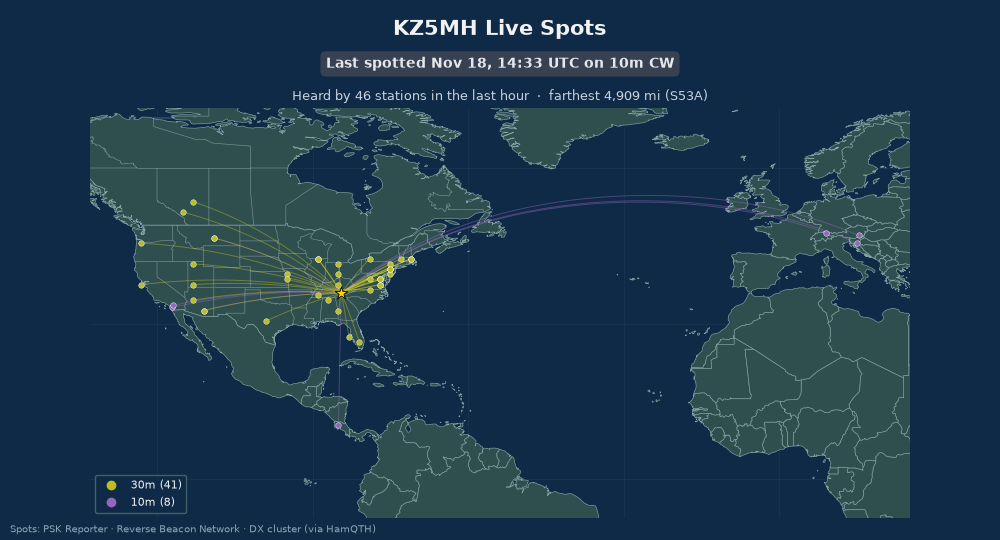 KZ5MH Live Spots
Last spotted Nov 18, 14:33 UTC on 10m CW
Heard by 46 stations in the last hour · farthest 4,909 mi (S53A)
30m (41)
10m (8)
Spots: PSK Reporter · Reverse Beacon Network · DX cluster (via HamQTH)